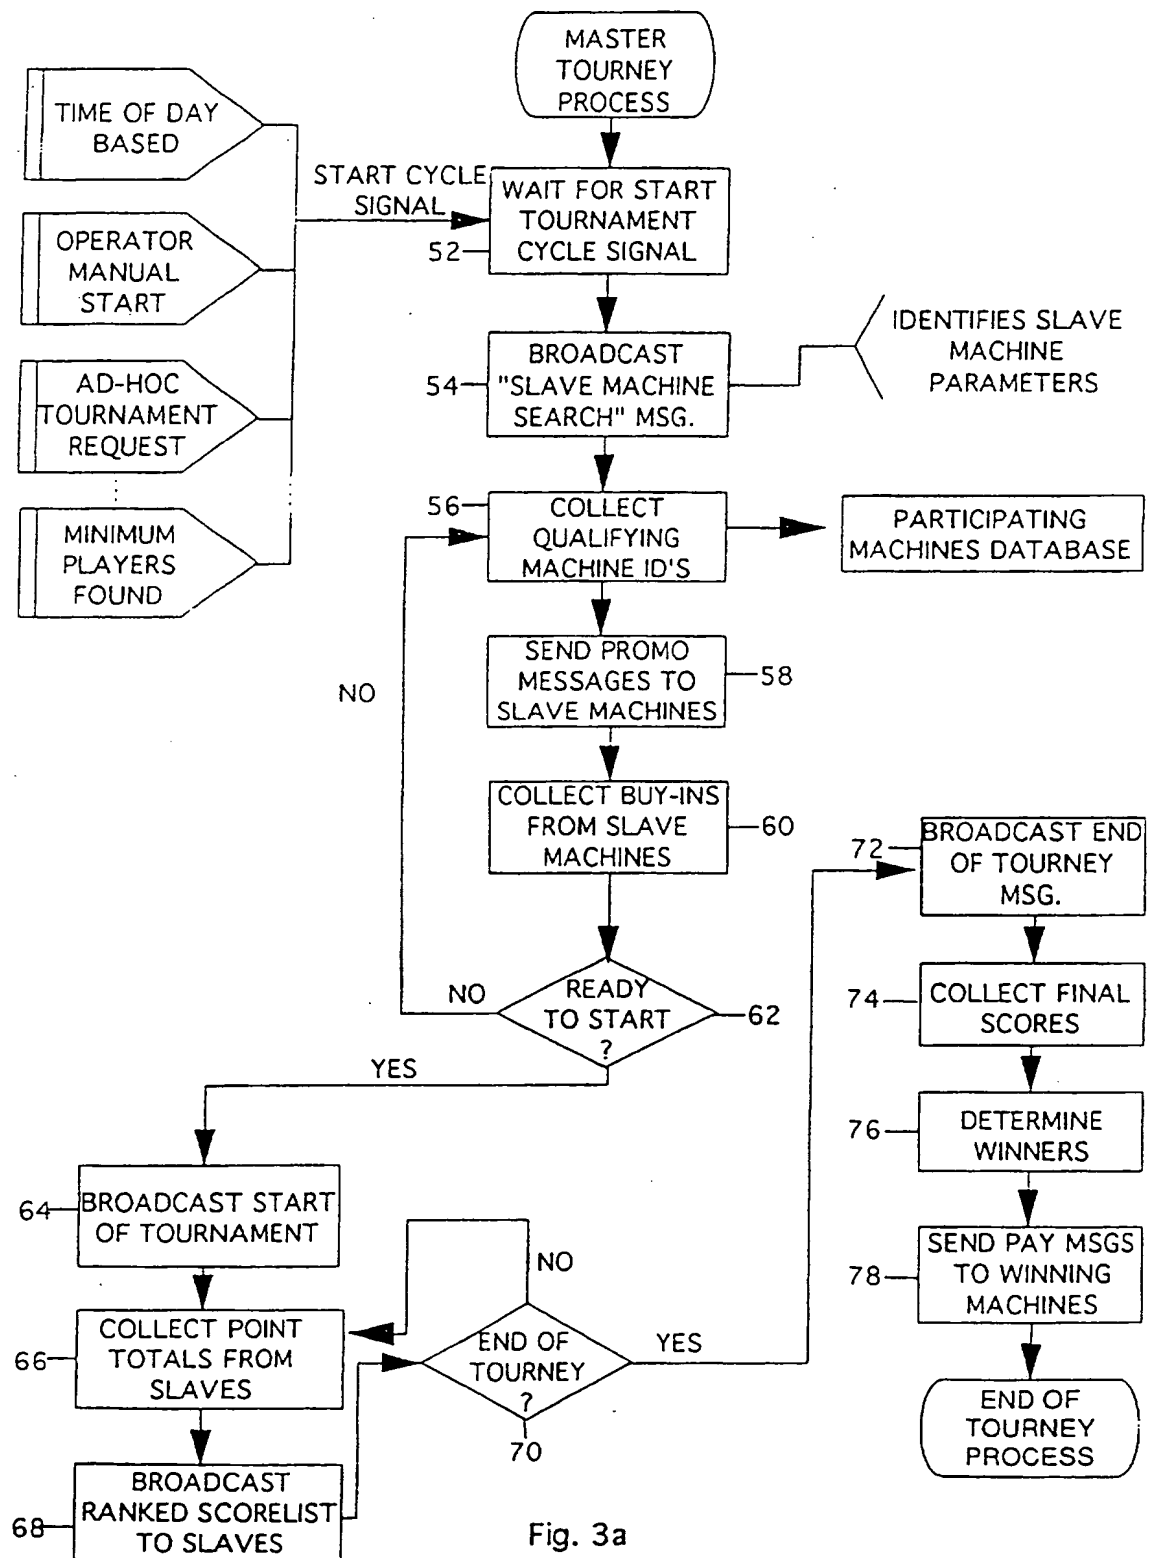 MASTER
TOURNEY
PROCESS
TIME OF DAY
BASED
START CYCLE
SIGNAL
WAIT FOR START
TOURNAMENT
CYCLE SIGNAL
52
OPERATOR
MANUAL
START
BROADCAST
"SLAVE MACHINE
SEARCH" MSG.
54
IDENTIFIES SLAVE
MACHINE
PARAMETERS
AD-HOC
TOURNAMENT
REQUEST
56
COLLECT
QUALIFYING
MACHINE ID'S
PARTICIPATING
MACHINES DATABASE
MINIMUM
PLAYERS
FOUND
SEND PROMO
MESSAGES TO
SLAVE MACHINES
58
NO
COLLECT BUY-INS
FROM SLAVE
MACHINES
60
READY
TO START
?
62
NO
YES
64
BROADCAST START
OF TOURNAMENT
66
COLLECT POINT
TOTALS FROM
SLAVES
68
BROADCAST
RANKED SCORELIST
TO SLAVES
NO
END OF
TOURNEY
?
70
YES
72
BROADCAST END
OF TOURNEY
MSG.
74
COLLECT FINAL
SCORES
76
DETERMINE
WINNERS
78
SEND PAY MSGS
TO WINNING
MACHINES
END OF
TOURNEY
PROCESS
Fig. 3a